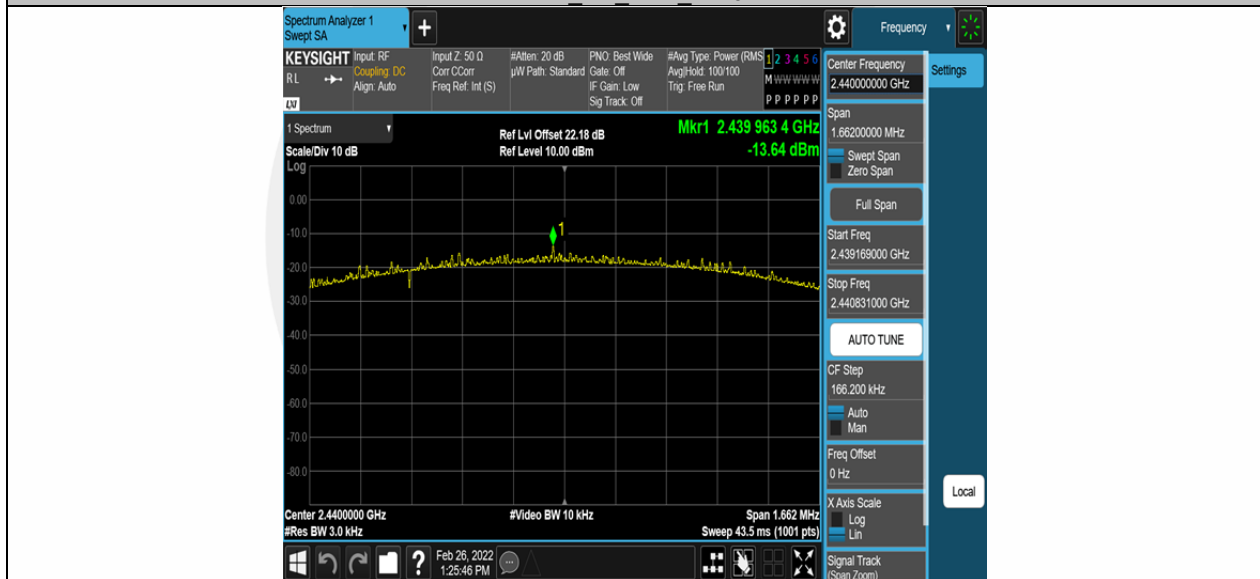 Spectrum Analyzer 1
Swept SA
+
Frequency
KEYSIGHT
RL
LXI
Input: RF
Coupling: DC
Align: Auto
Input Z: 50 Ω
Corr CCorr
Freq Ref: Int (S)
#Atten: 20 dB
µW Path: Standard
PNO: Best Wide
Gate: Off
IF Gain: Low
Sig Track: Off
#Avg Type: Power (RMS
Avg|Hold: 100/100
Trig: Free Run
1 2 3 4 5 6
M W W W W W
P P P P P P
1 Spectrum
Scale/Div 10 dB
Ref Lvl Offset 22.18 dB
Ref Level 10.00 dBm
Mkr1 2.439 963 4 GHz
-13.64 dBm
Log
0.00
-10.0
-20.0
-30.0
-40.0
-50.0
-60.0
-70.0
-80.0
1
Center 2.4400000 GHz
#Res BW 3.0 kHz
#Video BW 10 kHz
Span 1.662 MHz
Sweep 43.5 ms (1001 pts)
Feb 26, 2022
1:25:46 PM
?
Center Frequency
2.440000000 GHz
Settings
Span
1.66200000 MHz
Swept Span
Zero Span
Full Span
Start Freq
2.439169000 GHz
Stop Freq
2.440831000 GHz
AUTO TUNE
CF Step
166.200 kHz
Auto
Man
Freq Offset
0 Hz
X Axis Scale
Log
Lin
Local
Signal Track
(Span Zoom)